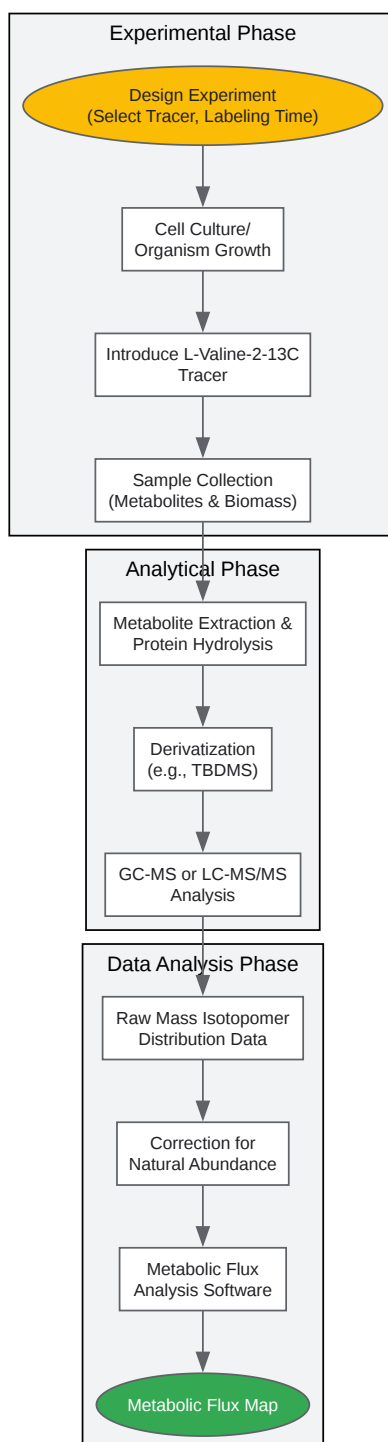 Experimental Phase
Design Experiment
(Select Tracer, Labeling Time)
Cell Culture/
Organism Growth
Introduce L-Valine-2-13C
Tracer
Sample Collection
(Metabolites & Biomass)
Analytical Phase
Metabolite Extraction &
Protein Hydrolysis
Derivatization
(e.g., TBDMS)
GC-MS or LC-MS/MS
Analysis
Data Analysis Phase
Raw Mass Isotopomer
Distribution Data
Correction for
Natural Abundance
Metabolic Flux
Analysis Software
Metabolic Flux Map